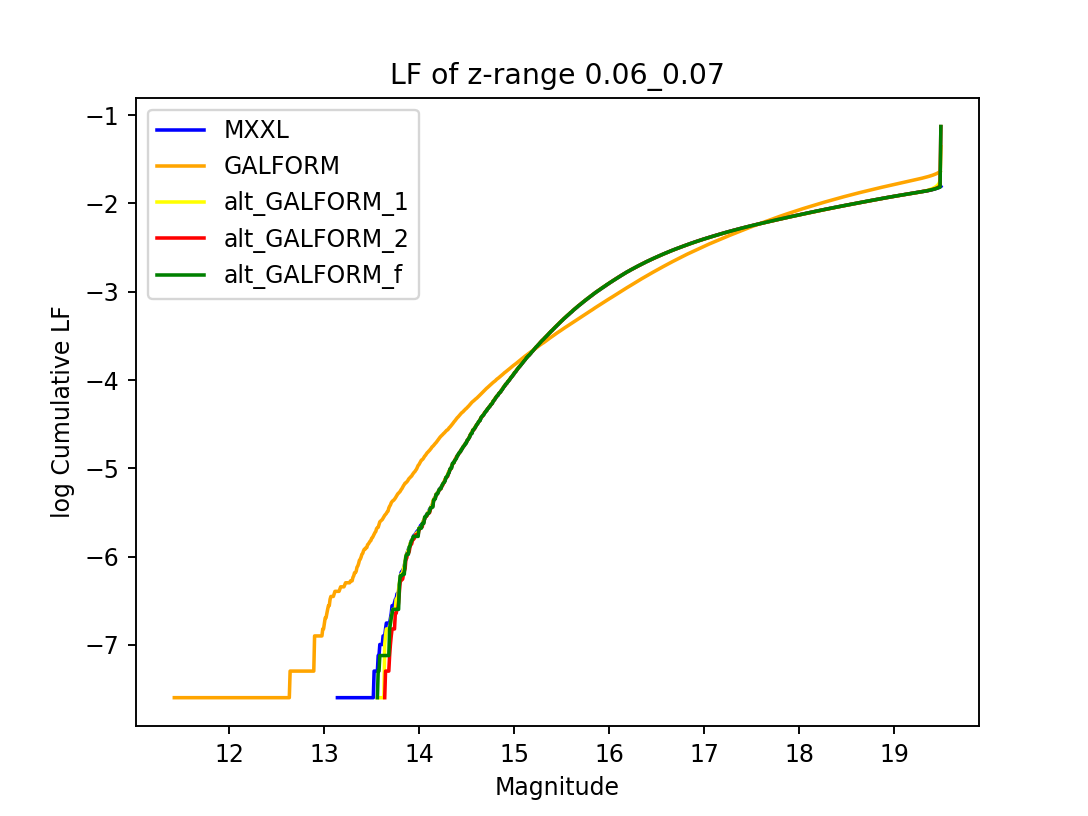 LF of z-range 0.06_0.07
MXXL
GALFORM
alt_GALFORM_1
alt_GALFORM_2
alt_GALFORM_f
log Cumulative LF
−1
−2
−3
−4
−5
−6
−7
12 13 14 15 16 17 18 19
Magnitude